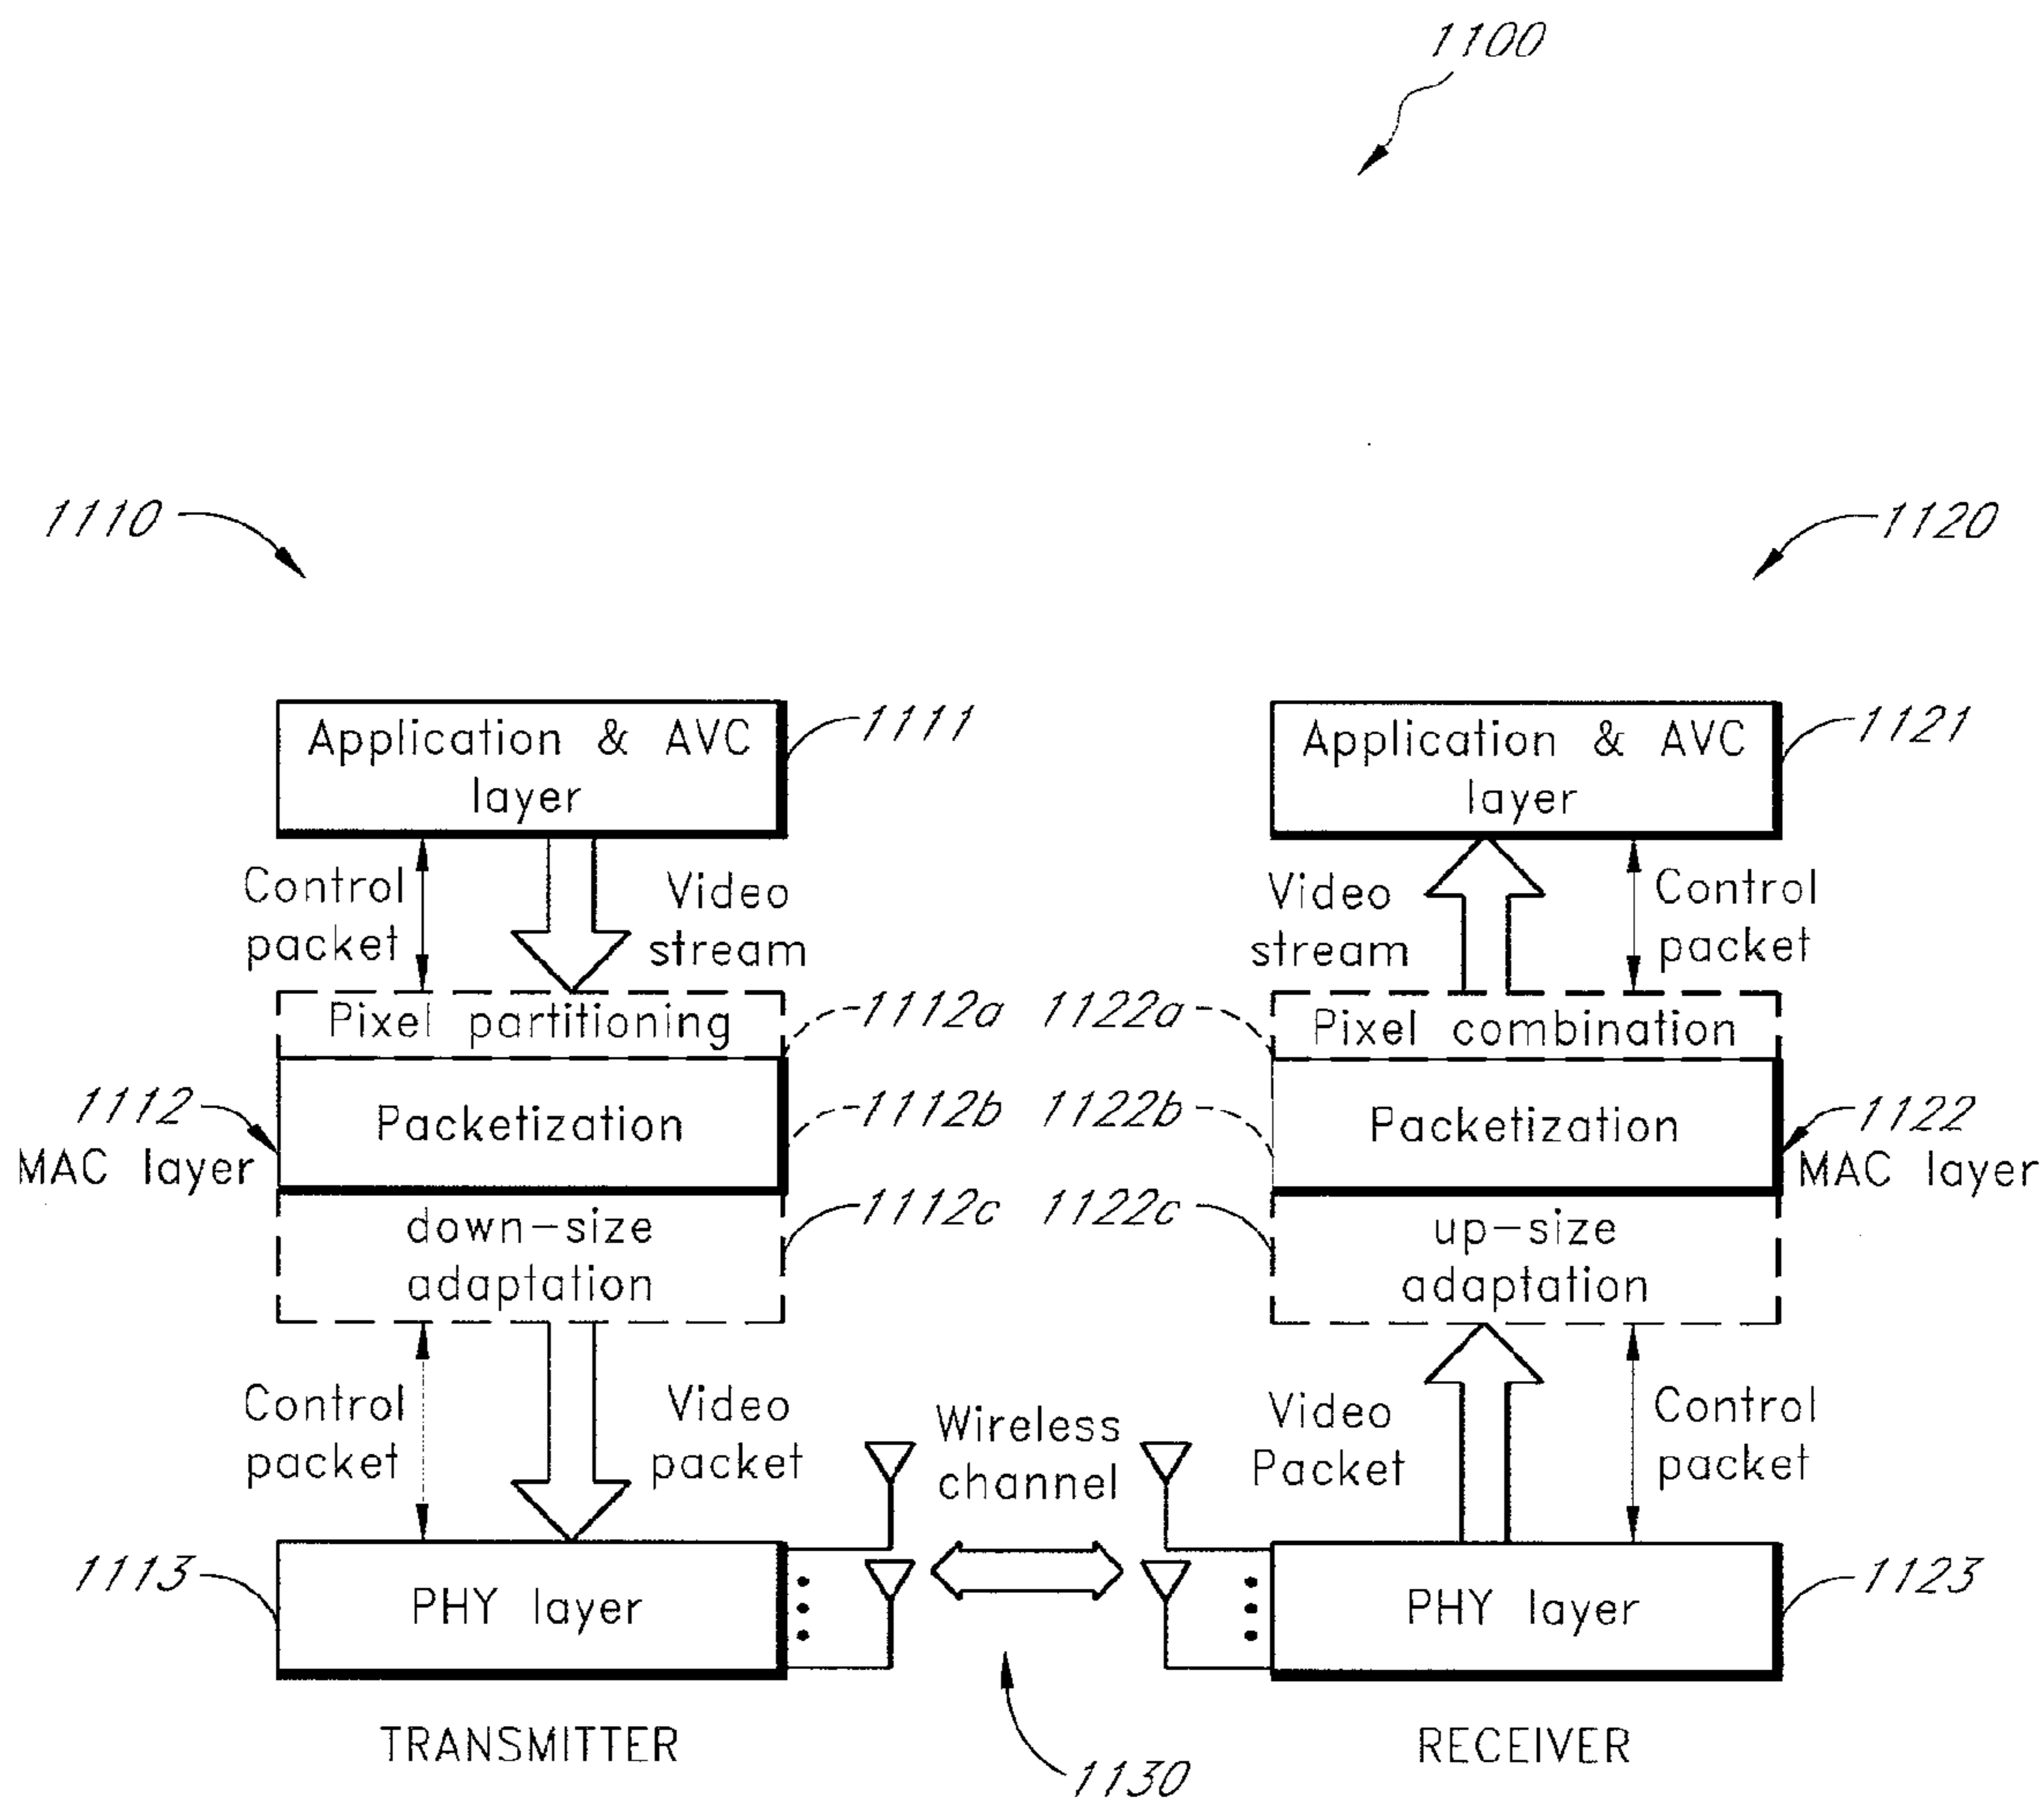 1100
1110
1120
Application & AVC
layer
1111
Application & AVC
layer
1121
Control
packet
Video
stream
Video
stream
Control
packet
Pixel partitioning
1112a
1122a
Pixel combination
1112
MAC layer
Packetization
1112b
1122b
Packetization
1122
MAC layer
down-size
adaptation
1112c
1122c
up-size
adaptation
Control
packet
Video
packet
Wireless
channel
Video
Packet
Control
packet
1113
PHY layer
PHY layer
1123
TRANSMITTER
RECEIVER
1130